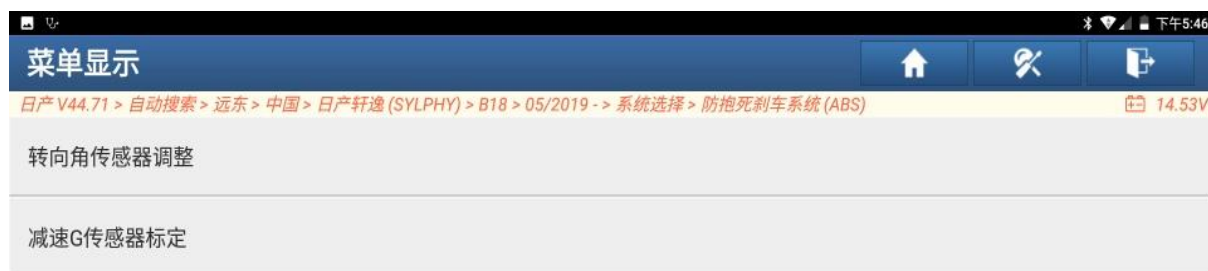 下午5:46
菜单显示
日产 V44.71 > 自动搜索 > 远东 > 中国 > 日产轩逸 (SYLPHY) > B18 > 05/2019 - > 系统选择 > 防抱死刹车系统 (ABS) 14.53V
转向角传感器调整
减速G传感器标定